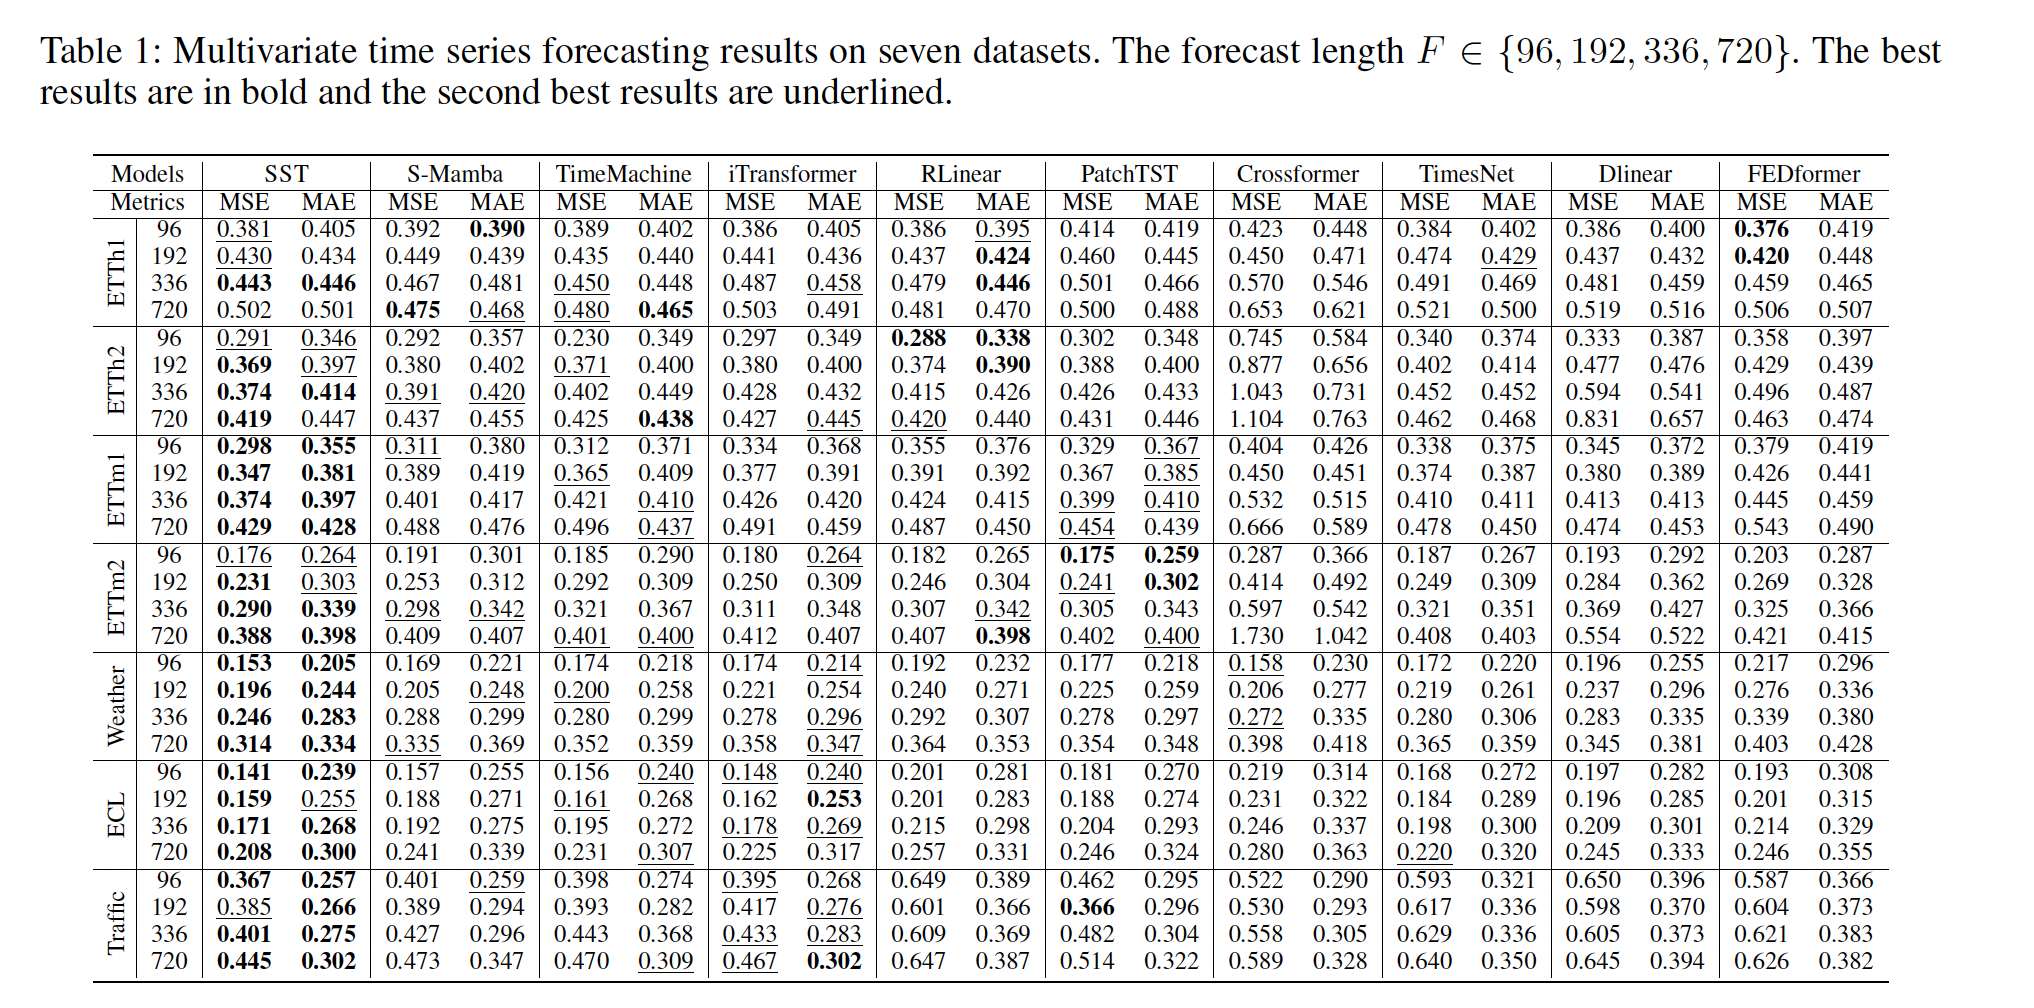 Table 1: Multivariate time series forecasting results on seven datasets. The forecast length F ∈ {96, 192, 336, 720}. The best
results are in bold and the second best results are underlined.
Models SST S-Mamba TimeMachine iTransformer RLinear PatchTST Crossformer TimesNet Dlinear FEDformer
Metrics MSE MAE MSE MAE MSE MAE MSE MAE MSE MAE MSE MAE MSE MAE MSE MAE MSE MAE MSE MAE
ETTh1
96 0.381 0.405 0.392 0.390 0.389 0.402 0.386 0.405 0.386 0.395 0.414 0.419 0.423 0.448 0.384 0.402 0.386 0.400 0.376 0.419
192 0.430 0.434 0.449 0.439 0.435 0.440 0.441 0.436 0.437 0.424 0.460 0.445 0.450 0.471 0.474 0.429 0.437 0.432 0.420 0.448
336 0.443 0.446 0.467 0.481 0.450 0.448 0.487 0.458 0.479 0.446 0.501 0.466 0.570 0.546 0.491 0.469 0.481 0.459 0.459 0.465
720 0.502 0.501 0.475 0.468 0.480 0.465 0.503 0.491 0.481 0.470 0.500 0.488 0.653 0.621 0.521 0.500 0.519 0.516 0.506 0.507
ETTh2
96 0.291 0.346 0.292 0.357 0.230 0.349 0.297 0.349 0.288 0.338 0.302 0.348 0.745 0.584 0.340 0.374 0.333 0.387 0.358 0.397
192 0.369 0.397 0.380 0.402 0.371 0.400 0.380 0.400 0.374 0.390 0.388 0.400 0.877 0.656 0.402 0.414 0.477 0.476 0.429 0.439
336 0.374 0.414 0.391 0.420 0.402 0.449 0.428 0.432 0.415 0.426 0.426 0.433 1.043 0.731 0.452 0.452 0.594 0.541 0.496 0.487
720 0.419 0.447 0.437 0.455 0.425 0.438 0.427 0.445 0.420 0.440 0.431 0.446 1.104 0.763 0.462 0.468 0.831 0.657 0.463 0.474
ETTm1
96 0.298 0.355 0.311 0.380 0.312 0.371 0.334 0.368 0.355 0.376 0.329 0.367 0.404 0.426 0.338 0.375 0.345 0.372 0.379 0.419
192 0.347 0.381 0.389 0.419 0.365 0.409 0.377 0.391 0.391 0.392 0.367 0.385 0.450 0.451 0.374 0.387 0.380 0.389 0.426 0.441
336 0.374 0.397 0.401 0.417 0.421 0.410 0.426 0.420 0.424 0.415 0.399 0.410 0.532 0.515 0.410 0.411 0.413 0.413 0.445 0.459
720 0.429 0.428 0.488 0.476 0.496 0.437 0.491 0.459 0.487 0.450 0.454 0.439 0.666 0.589 0.478 0.450 0.474 0.453 0.543 0.490
ETTm2
96 0.176 0.264 0.191 0.301 0.185 0.290 0.180 0.264 0.182 0.265 0.175 0.259 0.287 0.366 0.187 0.267 0.193 0.292 0.203 0.287
192 0.231 0.303 0.253 0.312 0.292 0.309 0.250 0.309 0.246 0.304 0.241 0.302 0.414 0.492 0.249 0.309 0.284 0.362 0.269 0.328
336 0.290 0.339 0.298 0.342 0.321 0.367 0.311 0.348 0.307 0.342 0.305 0.343 0.597 0.542 0.321 0.351 0.369 0.427 0.325 0.366
720 0.388 0.398 0.409 0.407 0.401 0.400 0.412 0.407 0.407 0.398 0.402 0.400 1.730 1.042 0.408 0.403 0.554 0.522 0.421 0.415
Weather
96 0.153 0.205 0.169 0.221 0.174 0.218 0.174 0.214 0.192 0.232 0.177 0.218 0.158 0.230 0.172 0.220 0.196 0.255 0.217 0.296
192 0.196 0.244 0.205 0.248 0.200 0.258 0.221 0.254 0.240 0.271 0.225 0.259 0.206 0.277 0.219 0.261 0.237 0.296 0.276 0.336
336 0.246 0.283 0.288 0.299 0.280 0.299 0.278 0.296 0.292 0.307 0.278 0.297 0.272 0.335 0.280 0.306 0.283 0.335 0.339 0.380
720 0.314 0.334 0.335 0.369 0.352 0.359 0.358 0.347 0.364 0.353 0.354 0.348 0.398 0.418 0.365 0.359 0.345 0.381 0.403 0.428
ECL
96 0.141 0.239 0.157 0.255 0.156 0.240 0.148 0.240 0.201 0.281 0.181 0.270 0.219 0.314 0.168 0.272 0.197 0.282 0.193 0.308
192 0.159 0.255 0.188 0.271 0.161 0.268 0.162 0.253 0.201 0.283 0.188 0.274 0.231 0.322 0.184 0.289 0.196 0.285 0.201 0.315
336 0.171 0.268 0.192 0.275 0.195 0.272 0.178 0.269 0.215 0.298 0.204 0.293 0.246 0.337 0.198 0.300 0.209 0.301 0.214 0.329
720 0.208 0.300 0.241 0.339 0.231 0.307 0.225 0.317 0.257 0.331 0.246 0.324 0.280 0.363 0.220 0.320 0.245 0.333 0.246 0.355
Traffic
96 0.367 0.257 0.401 0.259 0.398 0.274 0.395 0.268 0.649 0.389 0.462 0.295 0.522 0.290 0.593 0.321 0.650 0.396 0.587 0.366
192 0.385 0.266 0.389 0.294 0.393 0.282 0.417 0.276 0.601 0.366 0.366 0.296 0.530 0.293 0.617 0.336 0.598 0.370 0.604 0.373
336 0.401 0.275 0.427 0.296 0.443 0.368 0.433 0.283 0.609 0.369 0.482 0.304 0.558 0.305 0.629 0.336 0.605 0.373 0.621 0.383
720 0.445 0.302 0.473 0.347 0.470 0.309 0.467 0.302 0.647 0.387 0.514 0.322 0.589 0.328 0.640 0.350 0.645 0.394 0.626 0.382